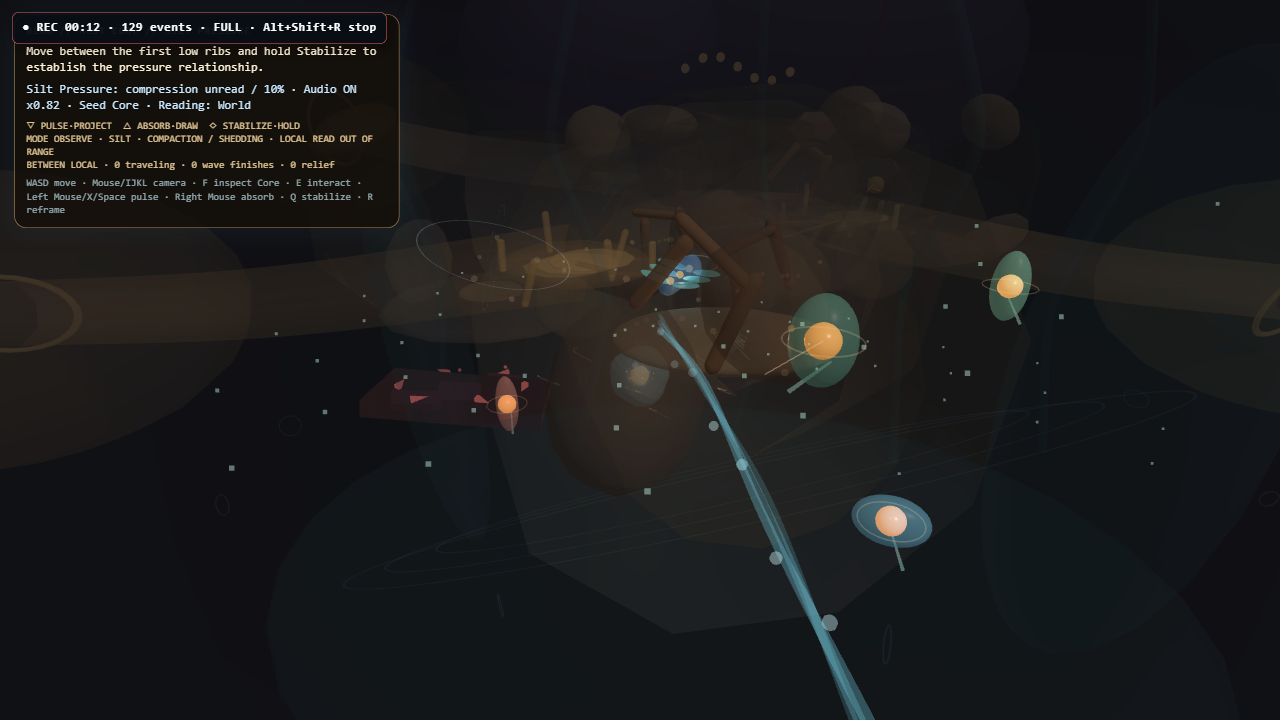 ● REC 00:12 · 129 events · FULL · Alt+Shift+R stop
Move between the first low ribs and hold Stabilize to
establish the pressure relationship.
Silt Pressure: compression unread / 10% · Audio ON
x0.82 · Seed Core · Reading: World
▽ PULSE·PROJECT △ ABSORB·DRAW ◇ STABILIZE·HOLD
MODE OBSERVE · SILT · COMPACTION / SHEDDING · LOCAL READ OUT OF
RANGE
BETWEEN LOCAL · 0 traveling · 0 wave finishes · 0 relief
WASD move · Mouse/IJKL camera · F inspect Core · E interact ·
Left Mouse/X/Space pulse · Right Mouse absorb · Q stabilize · R
reframe